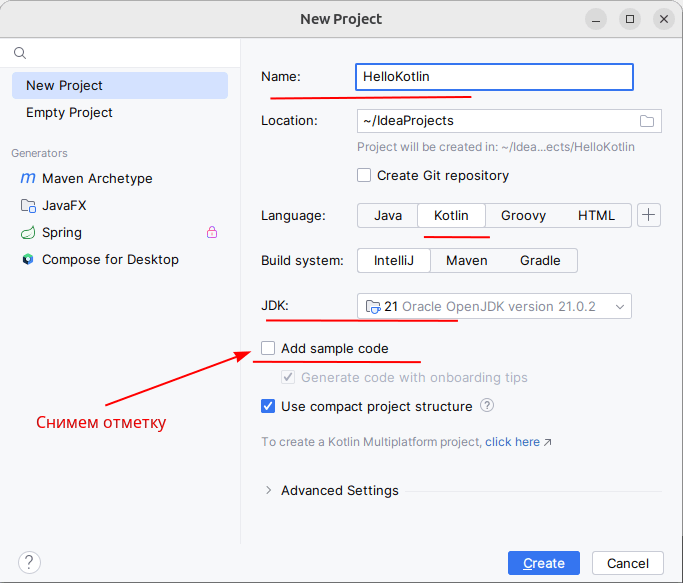 New Project
New Project
Empty Project
Generators
m Maven Archetype
JavaFX
Spring
Compose for Desktop
Name: HelloKotlin
Location: ~/IdeaProjects
Project will be created in: ~/Idea...ects/HelloKotlin
Create Git repository
Language: Java Kotlin Groovy HTML +
Build system: IntelliJ Maven Gradle
JDK: 21 Oracle OpenJDK version 21.0.2
Add sample code
Generate code with onboarding tips
Снимем отметку
Use compact project structure ?
To create a Kotlin Multiplatform project, click here ↗
Advanced Settings
? Create Cancel